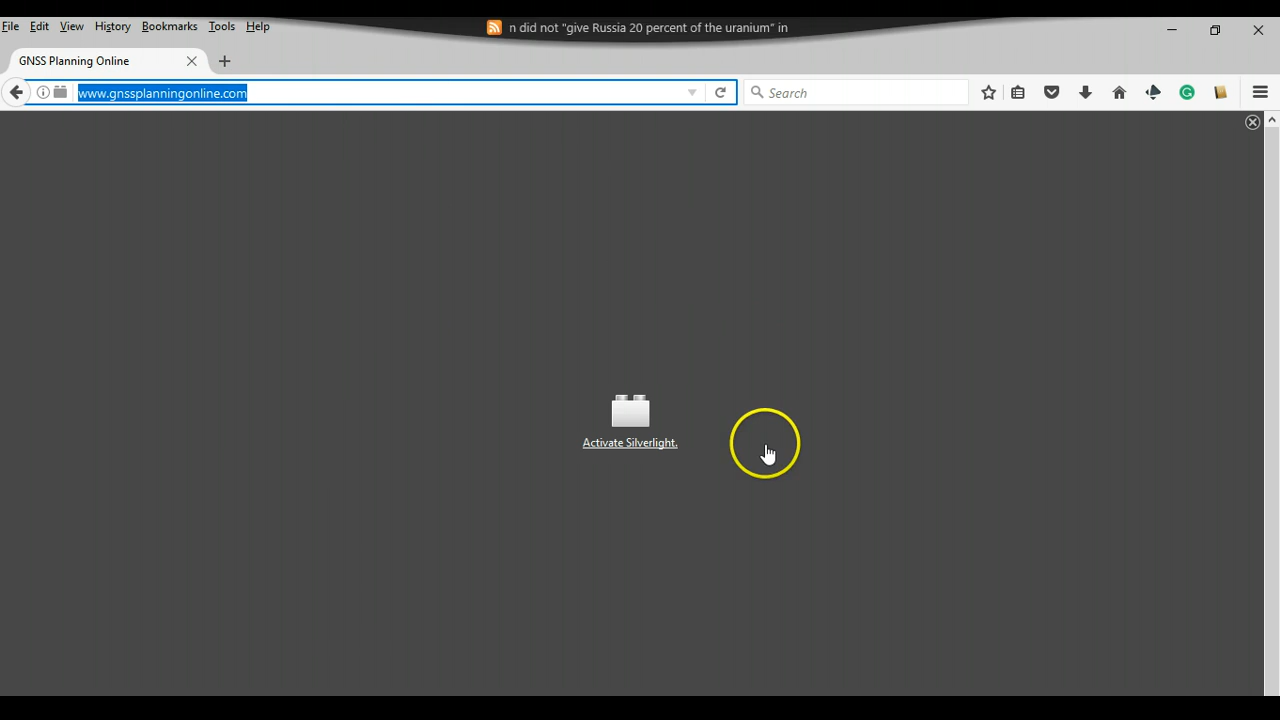 File Edit View History Bookmarks Tools Help
n did not "give Russia 20 percent of the uranium" in
GNSS Planning Online
www.gnssplanningonline.com
Search
Activate Silverlight.